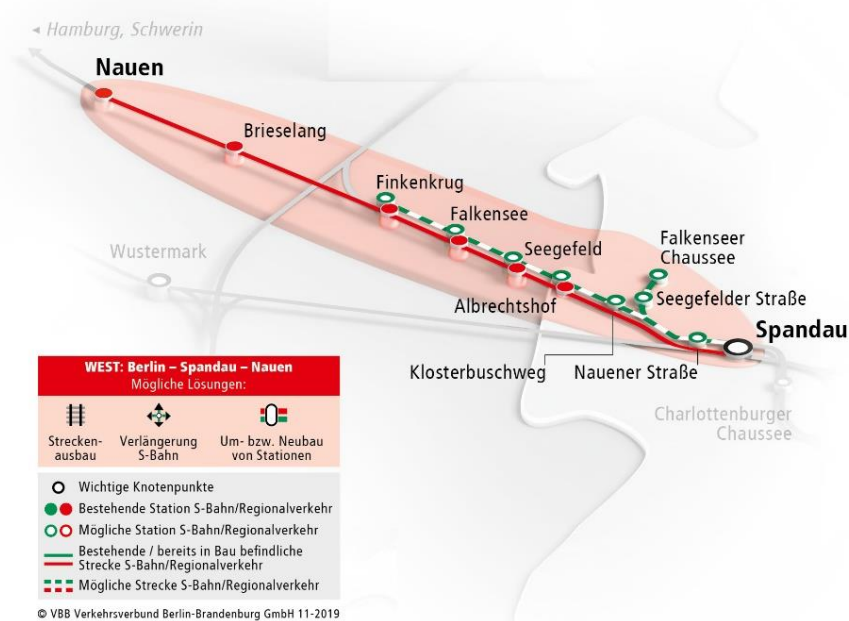 ◄ Hamburg, Schwerin
Nauen
Brieselang
Finkenkrug
Falkensee
Seegefeld
Falkenseer
Chaussee
Wustermark
Albrechtshof
Seegefelder Straße
Spandau
Klosterbuschweg
Nauener Straße
Charlottenburger
Chaussee
WEST: Berlin – Spandau – Nauen
Mögliche Lösungen:
Strecken-
ausbau
Verlängerung
S-Bahn
Um- bzw. Neubau
von Stationen
Wichtige Knotenpunkte
Bestehende Station S-Bahn/Regionalverkehr
Mögliche Station S-Bahn/Regionalverkehr
Bestehende / bereits in Bau befindliche
Strecke S-Bahn/Regionalverkehr
Mögliche Strecke S-Bahn/Regionalverkehr
© VBB Verkehrsverbund Berlin-Brandenburg GmbH 11-2019